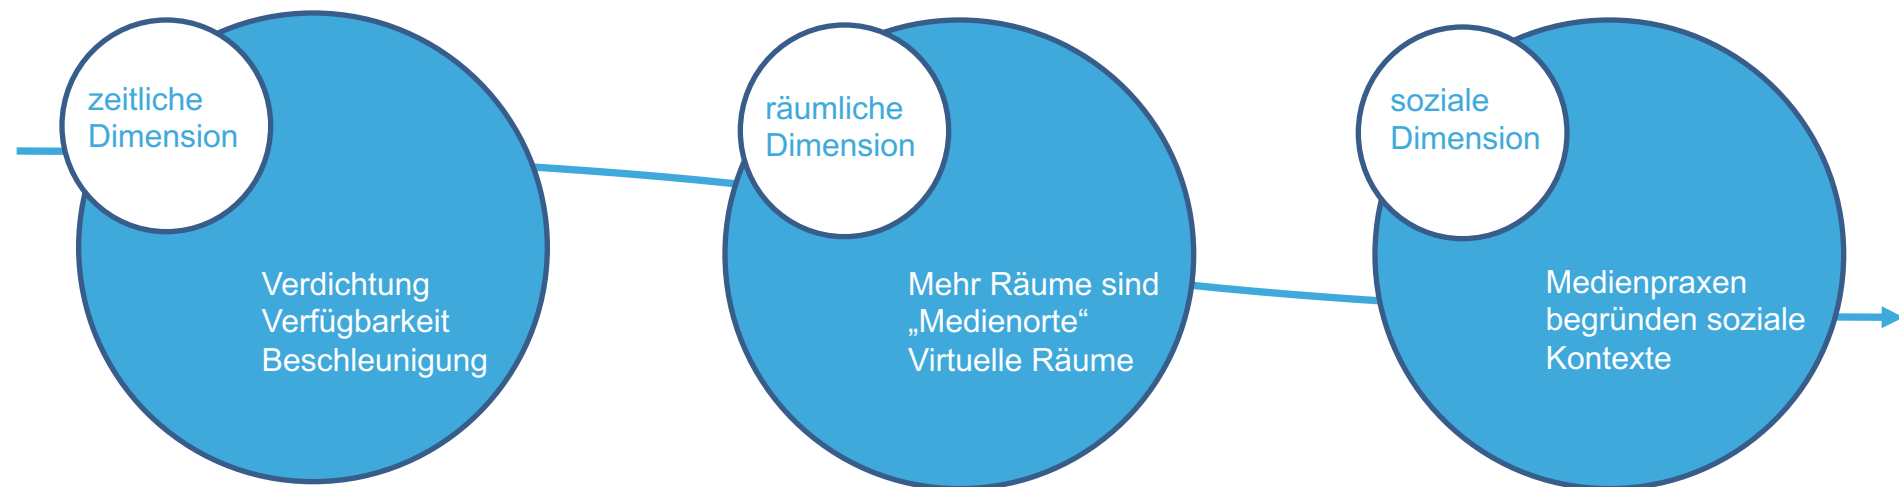 zeitliche
Dimension
Verdichtung
Verfügbarkeit
Beschleunigung
räumliche
Dimension
Mehr Räume sind
„Medienorte“
Virtuelle Räume
soziale
Dimension
Medienpraxen
begründen soziale
Kontexte